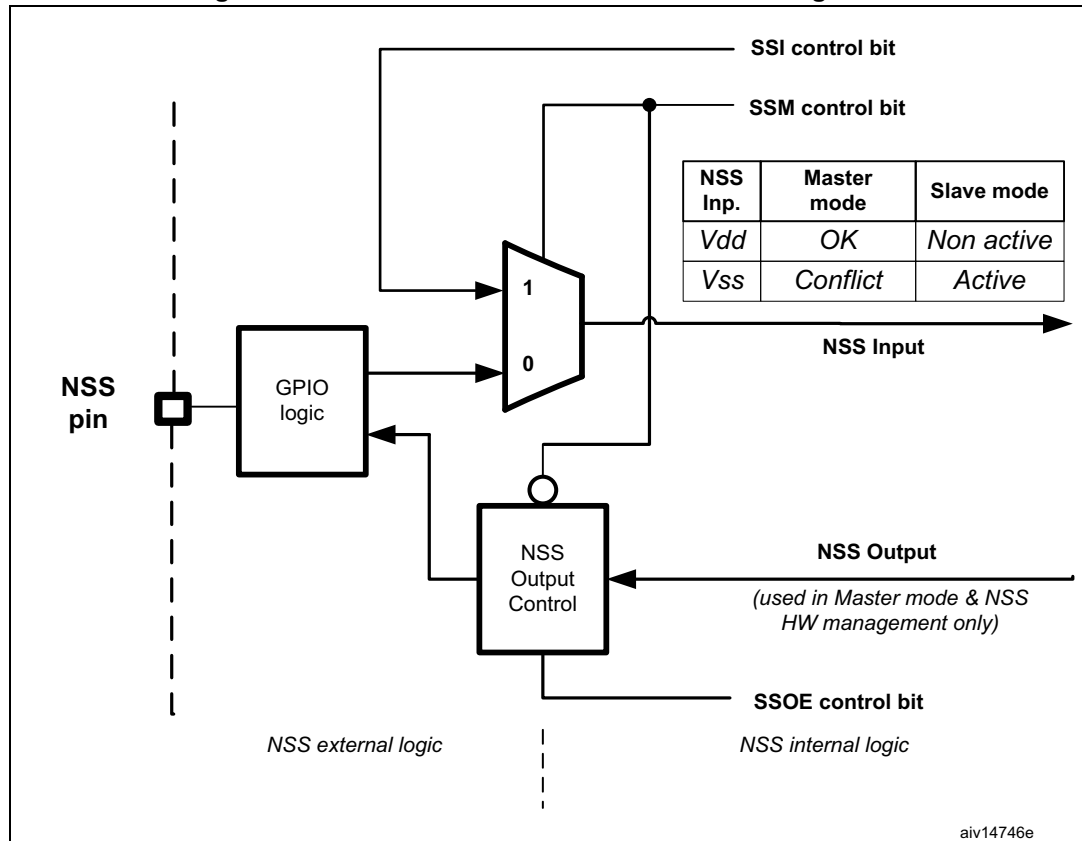 SSI control bit
SSM control bit
NSS Inp. Master mode Slave mode
Vdd OK Non active
Vss Conflict Active
1
0
NSS Input
NSS pin
GPIO logic
NSS Output Control
NSS Output
(used in Master mode & NSS
HW management only)
SSOE control bit
NSS external logic
NSS internal logic
aiv14746e